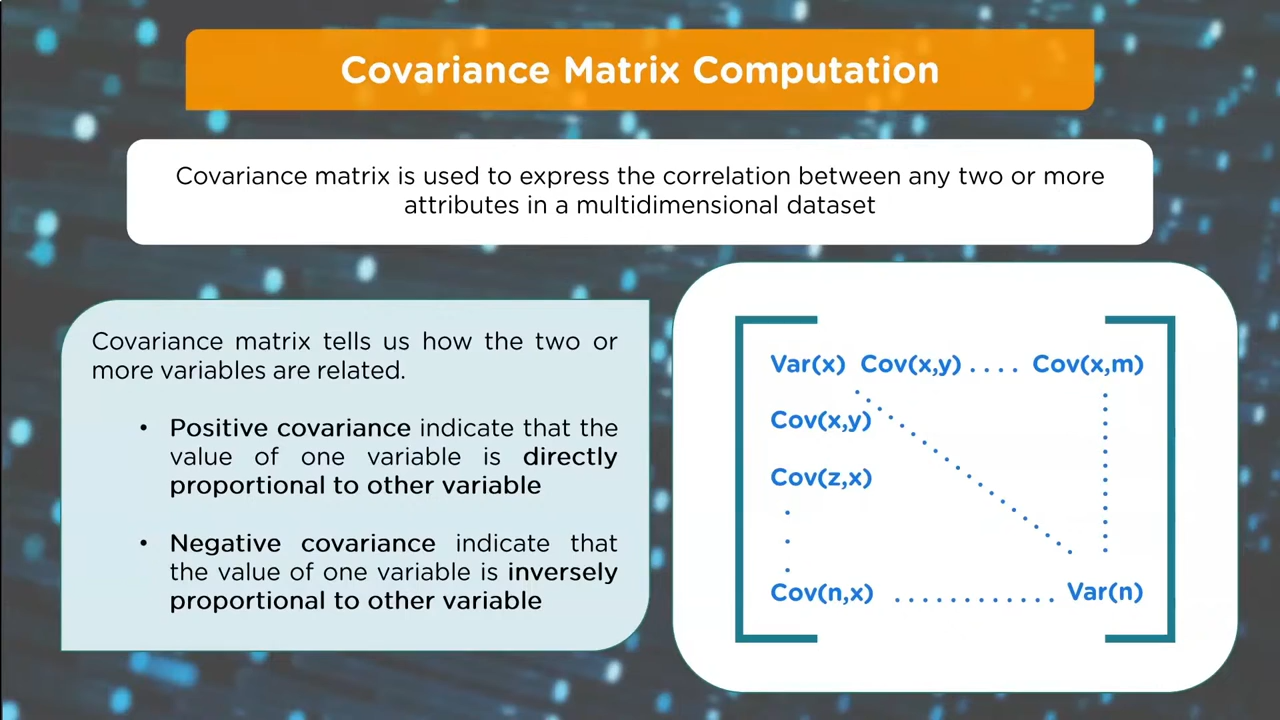 Covariance Matrix Computation
Covariance matrix is used to express the correlation between any two or more
attributes in a multidimensional dataset
Covariance matrix tells us how the two or
more variables are related.
• Positive covariance indicate that the
value of one variable is directly
proportional to other variable
• Negative covariance indicate that
the value of one variable is inversely
proportional to other variable
Var(x) Cov(x,y) . . . . Cov(x,m)
Cov(x,y)
Cov(z,x)
Cov(n,x) . . . . . . . . . . . . Var(n)